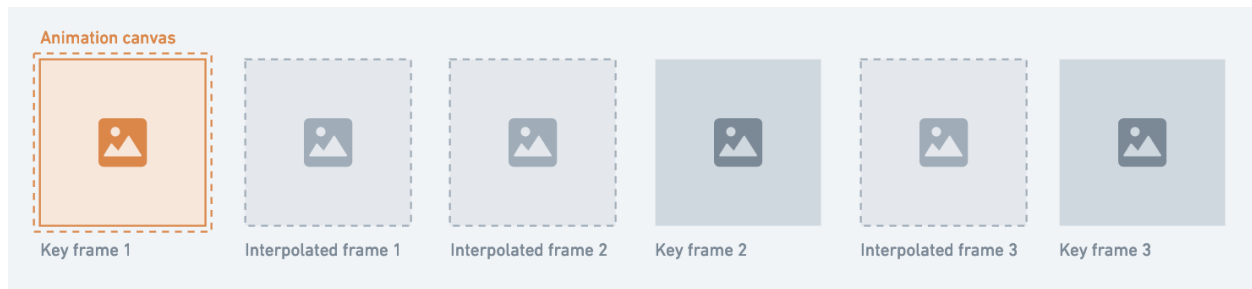 Animation canvas
Key frame 1
Interpolated frame 1
Interpolated frame 2
Key frame 2
Interpolated frame 3
Key frame 3